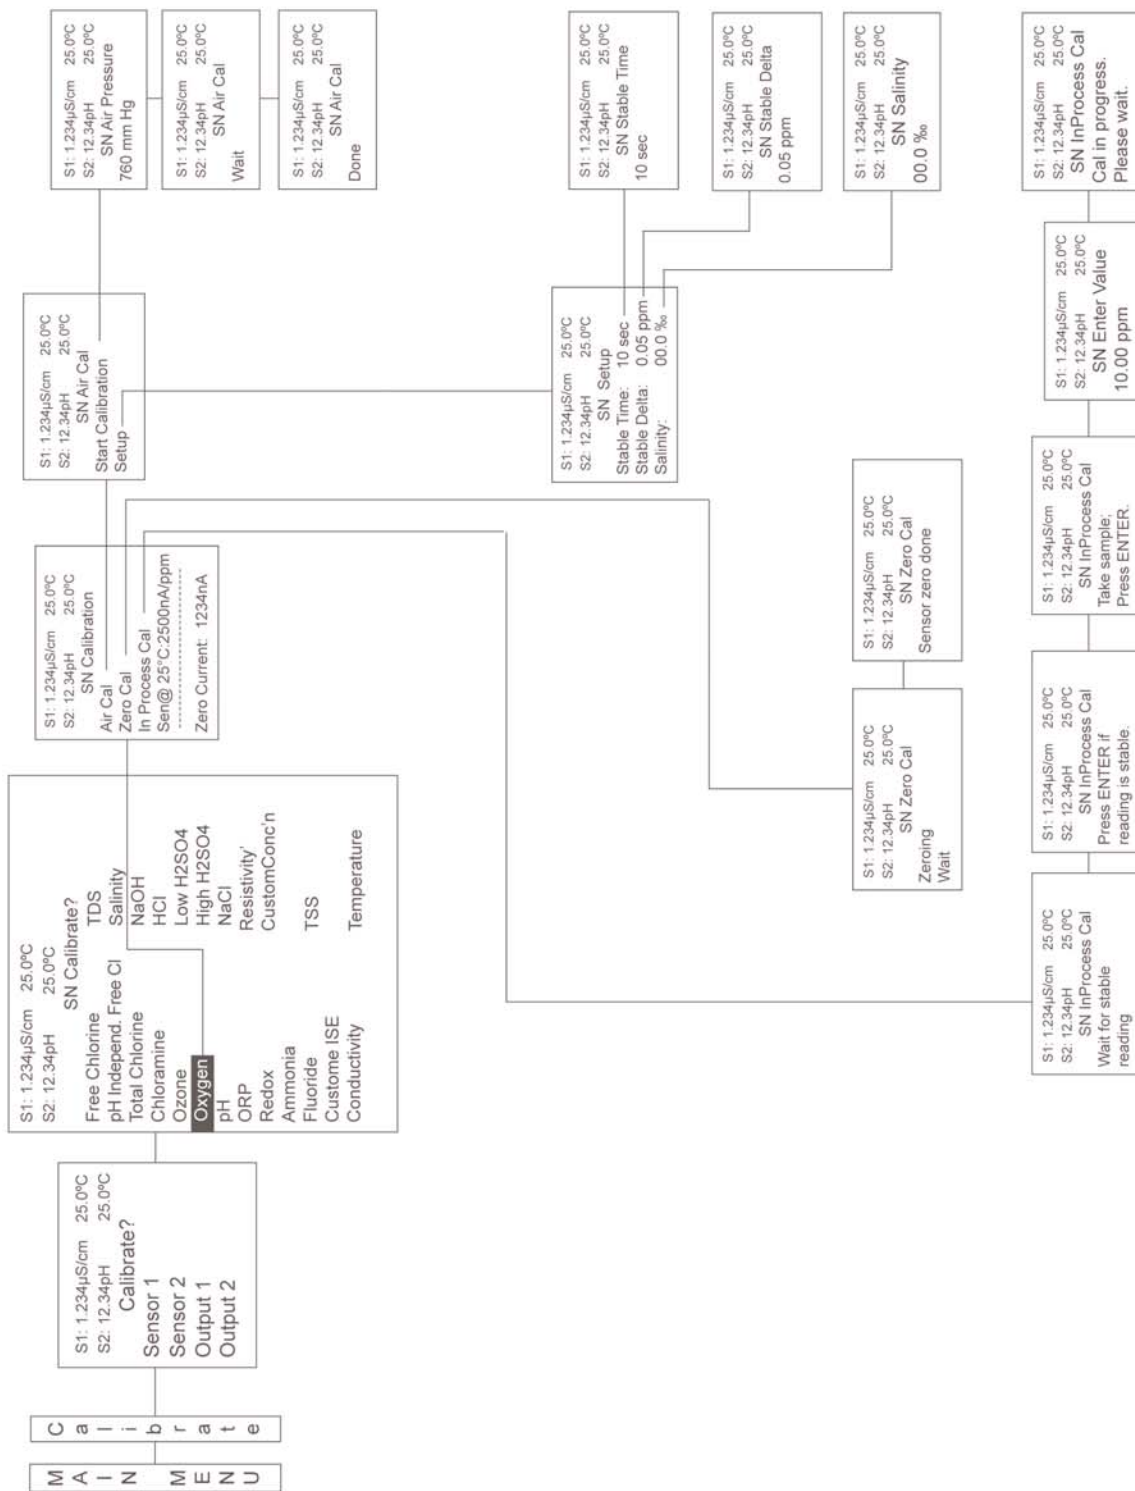 MAIN MENU
Calibrate
S1: 1.234µS/cm 25.0ºC
S2: 12.34pH 25.0ºC
Calibrate?
Sensor 1
Sensor 2
Output 1
Output 2
S1: 1.234µS/cm 25.0ºC
S2: 12.34pH 25.0ºC
SN Calibrate?
Free Chlorine TDS
pH Independ. Free Cl Salinity
Total Chlorine NaOH
Chloramine HCl
Ozone Low H2SO4
Oxygen High H2SO4
pH NaCl
ORP Resistivity'
Redox CustomConc'n
Ammonia
Fluoride TSS
Custome ISE
Conductivity Temperature
S1: 1.234µS/cm 25.0ºC
S2: 12.34pH 25.0ºC
SN Calibration
Air Cal
Zero Cal
In Process Cal
Sen@ 25°C:2500nA/ppm
---------------------------
Zero Current: 1234nA
S1: 1.234µS/cm 25.0ºC
S2: 12.34pH 25.0ºC
SN Air Cal
Start Calibration
Setup
S1: 1.234µS/cm 25.0ºC
S2: 12.34pH 25.0ºC
SN Air Pressure
760 mm Hg
S1: 1.234µS/cm 25.0ºC
S2: 12.34pH 25.0ºC
SN Air Cal
Wait
S1: 1.234µS/cm 25.0ºC
S2: 12.34pH 25.0ºC
SN Air Cal
Done
S1: 1.234µS/cm 25.0ºC
S2: 12.34pH 25.0ºC
SN Setup
Stable Time: 10 sec
Stable Delta: 0.05 ppm
Salinity: 00.0 ‰
S1: 1.234µS/cm 25.0ºC
S2: 12.34pH 25.0ºC
SN Stable Time
10 sec
S1: 1.234µS/cm 25.0ºC
S2: 12.34pH 25.0ºC
SN Stable Delta
0.05 ppm
S1: 1.234µS/cm 25.0ºC
S2: 12.34pH 25.0ºC
SN Salinity
00.0 ‰
S1: 1.234µS/cm 25.0ºC
S2: 12.34pH 25.0ºC
SN Zero Cal
Zeroing
Wait
S1: 1.234µS/cm 25.0ºC
S2: 12.34pH 25.0ºC
SN Zero Cal
Sensor zero done
S1: 1.234µS/cm 25.0ºC
S2: 12.34pH 25.0ºC
SN InProcess Cal
Wait for stable
reading
S1: 1.234µS/cm 25.0ºC
S2: 12.34pH 25.0ºC
SN InProcess Cal
Press ENTER if
reading is stable.
S1: 1.234µS/cm 25.0ºC
S2: 12.34pH 25.0ºC
SN InProcess Cal
Take sample;
Press ENTER.
S1: 1.234µS/cm 25.0ºC
S2: 12.34pH 25.0ºC
SN Enter Value
10.00 ppm
S1: 1.234µS/cm 25.0ºC
S2: 12.34pH 25.0ºC
SN InProcess Cal
Cal in progress.
Please wait.